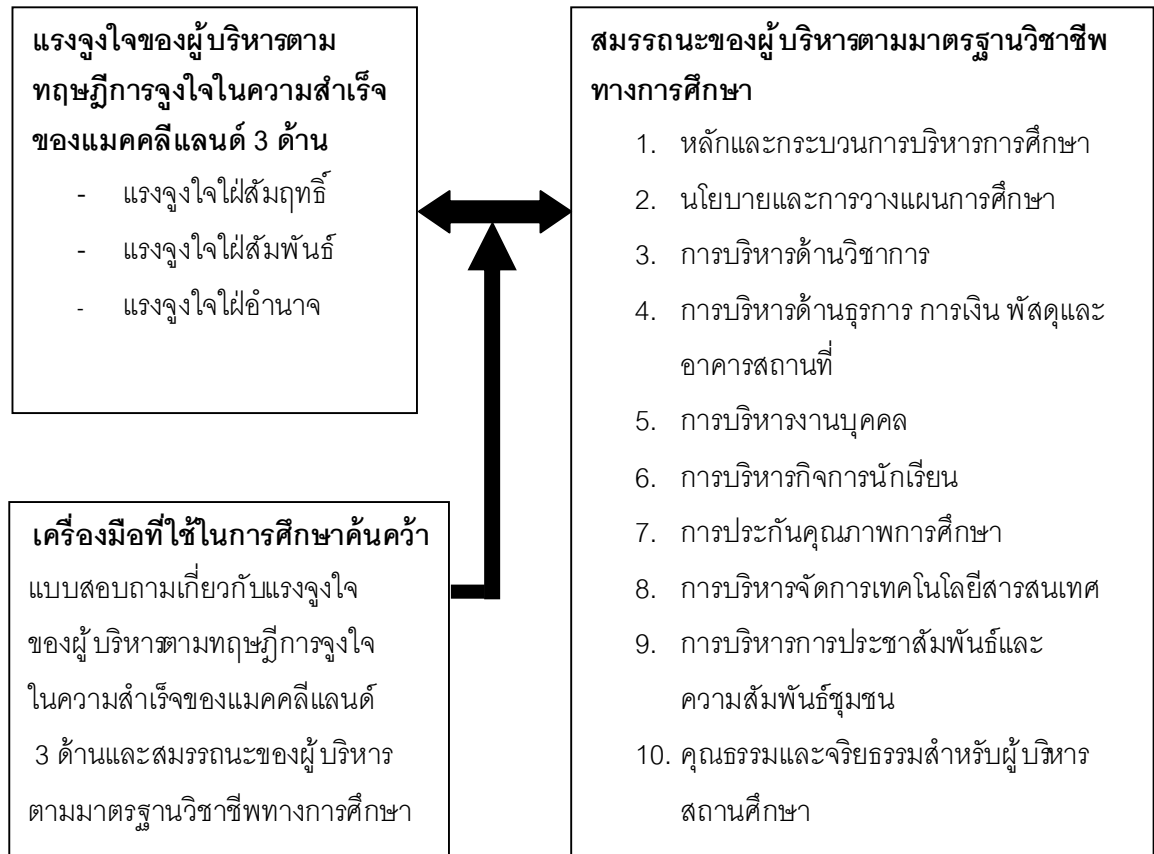 แรงจูงใจของผู้บริหารตาม
ทฤษฎีการจูงใจในความสำเร็จ
ของแมคคลีแลนด์ 3 ด้าน
- แรงจูงใจใฝ่สัมฤทธิ์
- แรงจูงใจใฝ่สัมพันธ์
- แรงจูงใจใฝ่อำนาจ
เครื่องมือที่ใช้ในการศึกษาค้นคว้า
แบบสอบถามเกี่ยวกับแรงจูงใจ
ของผู้บริหารตามทฤษฎีการจูงใจ
ในความสำเร็จของแมคคลีแลนด์
3 ด้านและสมรรถนะของผู้บริหาร
ตามมาตรฐานวิชาชีพทางการศึกษา
สมรรถนะของผู้บริหารตามมาตรฐานวิชาชีพ
ทางการศึกษา
1. หลักและกระบวนการบริหารการศึกษา
2. นโยบายและการวางแผนการศึกษา
3. การบริหารด้านวิชาการ
4. การบริหารด้านธุรการ การเงิน พัสดุและ
อาคารสถานที่
5. การบริหารงานบุคคล
6. การบริหารกิจการนักเรียน
7. การประกันคุณภาพการศึกษา
8. การบริหารจัดการเทคโนโลยีสารสนเทศ
9. การบริหารการประชาสัมพันธ์และ
ความสัมพันธ์ชุมชน
10. คุณธรรมและจริยธรรมสำหรับผู้บริหาร
สถานศึกษา